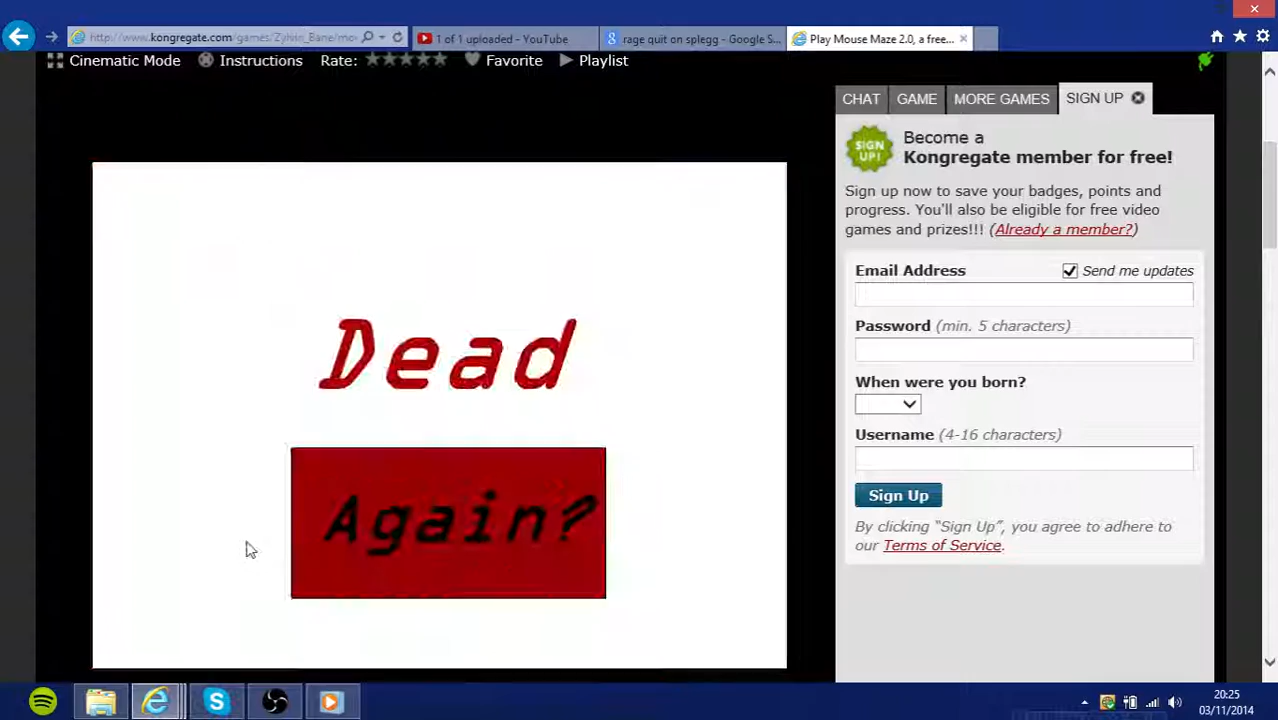 http://www.kongregate.com/games/Zylvin_Bane/mou
1 of 1 uploaded - YouTube
rage quit on splegg - Google S...
Play Mouse Maze 2.0, a free...
Cinematic Mode
Instructions
Rate:
Favorite
Playlist
CHAT
GAME
MORE GAMES
SIGN UP
SIGN UP!
Become a
Kongregate member for free!
Sign up now to save your badges, points and
progress. You'll also be eligible for free video
games and prizes!!! (Already a member?)
Email Address
Send me updates
Password (min. 5 characters)
When were you born?
Username (4-16 characters)
Sign Up
By clicking “Sign Up”, you agree to adhere to
our Terms of Service.
Dead
Again?
20:25
03/11/2014